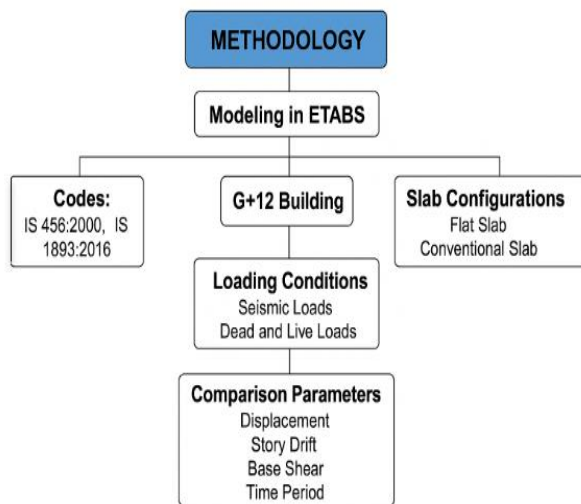 METHODOLOGY
Modeling in ETABS
Codes:
IS 456:2000, IS
1893:2016
G+12 Building
Slab Configurations
Flat Slab
Conventional Slab
Loading Conditions
Seismic Loads
Dead and Live Loads
Comparison Parameters
Displacement
Story Drift
Base Shear
Time Period